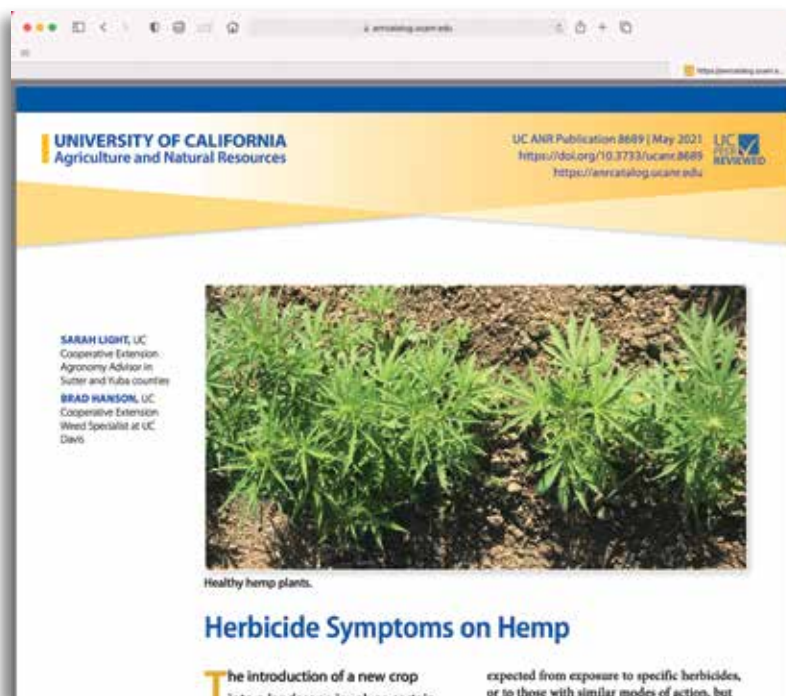 UNIVERSITY OF CALIFORNIA
Agriculture and Natural Resources
UC ANR Publication 8689 | May 2021
https://doi.org/10.3733/ucanr.8689
https://anrcatalog.ucanr.edu
UC
PEER
REVIEWED
SARAH LIGHT, UC
Cooperative Extension
Agronomy Advisor in
Sutter and Yuba counties
BRAD HANSON, UC
Cooperative Extension
Weed Specialist at UC
Davis
Healthy hemp plants.
Herbicide Symptoms on Hemp
The introduction of a new crop
into a landscape involves certain
expected from exposure to specific herbicides,
or to those with similar modes of action, but